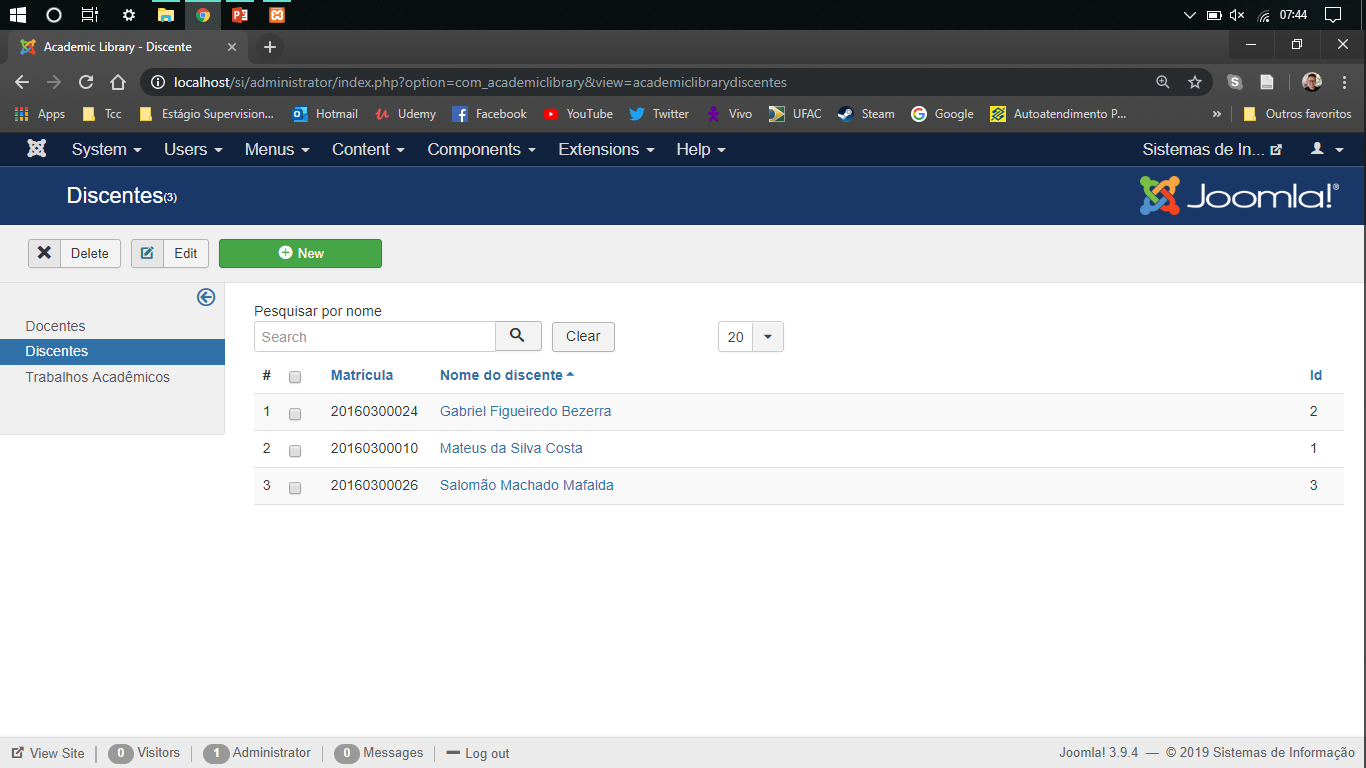 07:44
Academic Library - Discente
localhost/si/administrator/index.php?option=com_academiclibrary&view=academiclibrarydiscentes
Apps Tcc Estágio Supervision... Hotmail Udemy Facebook YouTube Twitter Vivo UFAC Steam Google Autoatendimento P... » Outros favoritos
System Users Menus Content Components Extensions Help Sistemas de In...
Discentes(3) Joomla!®
Delete Edit New
Docentes
Discentes
Trabalhos Acadêmicos
Pesquisar por nome
Search Clear 20
# Matrícula Nome do discente Id
1 20160300024 Gabriel Figueiredo Bezerra 2
2 20160300010 Mateus da Silva Costa 1
3 20160300026 Salomão Machado Mafalda 3
View Site 0 Visitors 1 Administrator 0 Messages Log out Joomla! 3.9.4 — © 2019 Sistemas de Informação